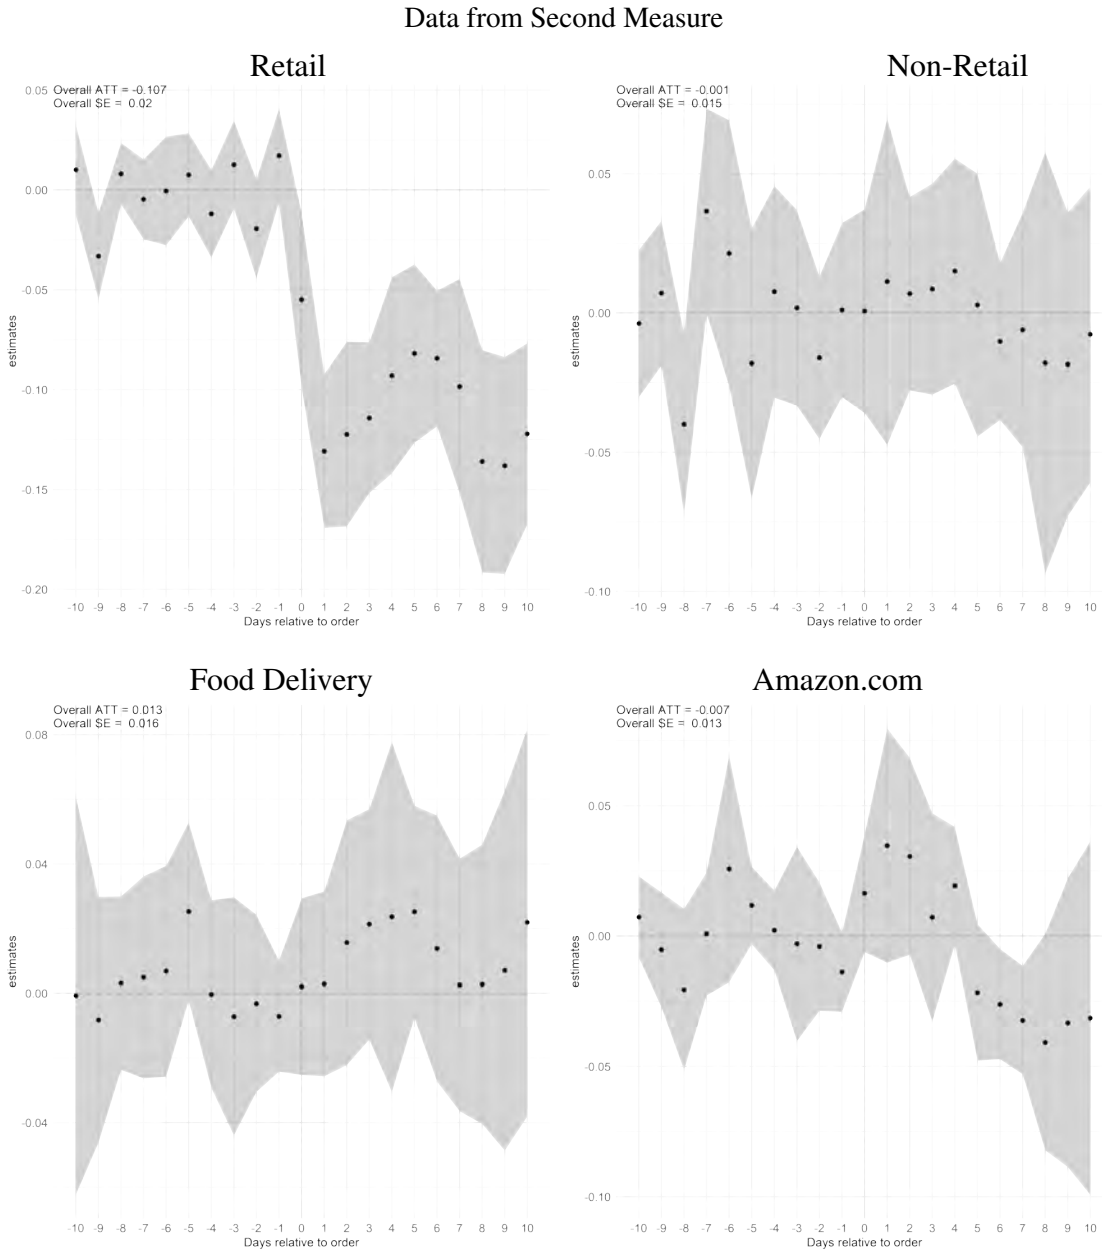 Data from Second Measure
Retail
Overall ATT = -0.107
Overall SE = 0.02
0.05
0.00
-0.05
-0.10
-0.15
-0.20
estimates
-10 -9 -8 -7 -6 -5 -4 -3 -2 -1 0 1 2 3 4 5 6 7 8 9 10
Days relative to order
Non-Retail
Overall ATT = -0.001
Overall SE = 0.015
0.05
0.00
-0.05
-0.10
estimates
-10 -9 -8 -7 -6 -5 -4 -3 -2 -1 0 1 2 3 4 5 6 7 8 9 10
Days relative to order
Food Delivery
Overall ATT = 0.013
Overall SE = 0.016
0.08
0.04
0.00
-0.04
estimates
-10 -9 -8 -7 -6 -5 -4 -3 -2 -1 0 1 2 3 4 5 6 7 8 9 10
Days relative to order
Amazon.com
Overall ATT = -0.007
Overall SE = 0.013
0.05
0.00
-0.05
-0.10
estimates
-10 -9 -8 -7 -6 -5 -4 -3 -2 -1 0 1 2 3 4 5 6 7 8 9 10
Days relative to order